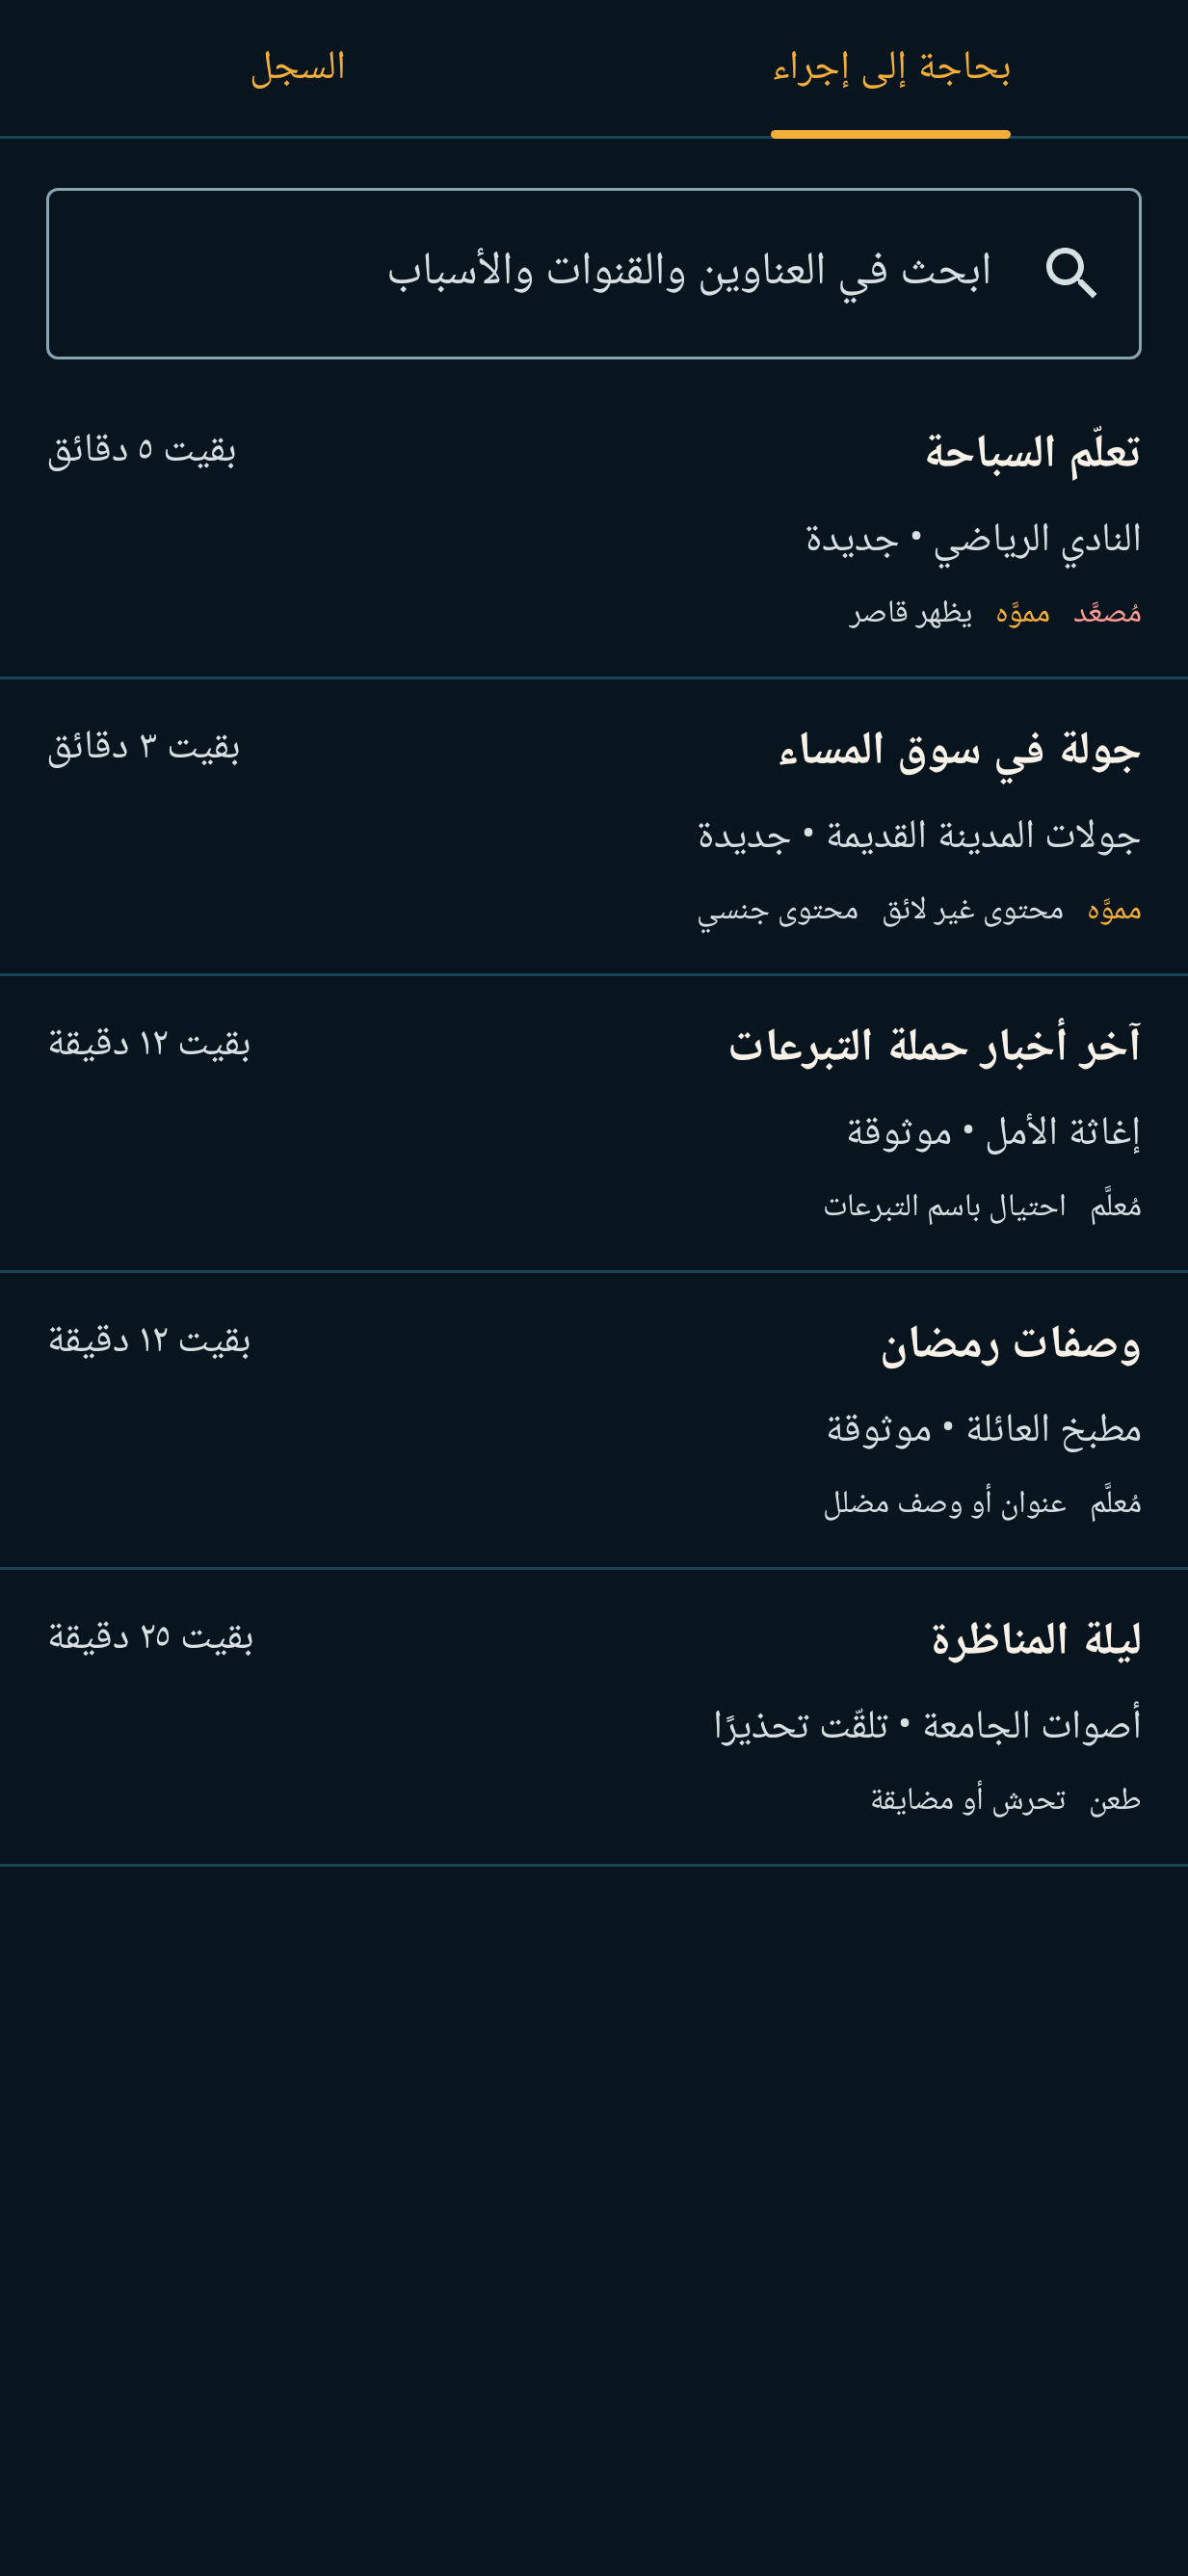 بحاجة إلى إجراء
السجل
ابحث في العناوين والقنوات والأسباب
تعلّم السباحة
بقيت ٥ دقائق
النادي الرياضي • جديدة
مُصعَّد مموَّه يظهر قاصر
جولة في سوق المساء
بقيت ٣ دقائق
جولات المدينة القديمة • جديدة
مموَّه محتوى غير لائق محتوى جنسي
آخر أخبار حملة التبرعات
بقيت ١٢ دقيقة
إغاثة الأمل • موثوقة
مُعلَّم احتيال باسم التبرعات
وصفات رمضان
بقيت ١٢ دقيقة
مطبخ العائلة • موثوقة
مُعلَّم عنوان أو وصف مضلل
ليلة المناظرة
بقيت ٢٥ دقيقة
أصوات الجامعة • تلقّت تحذيرًا
طعن تحرش أو مضايقة